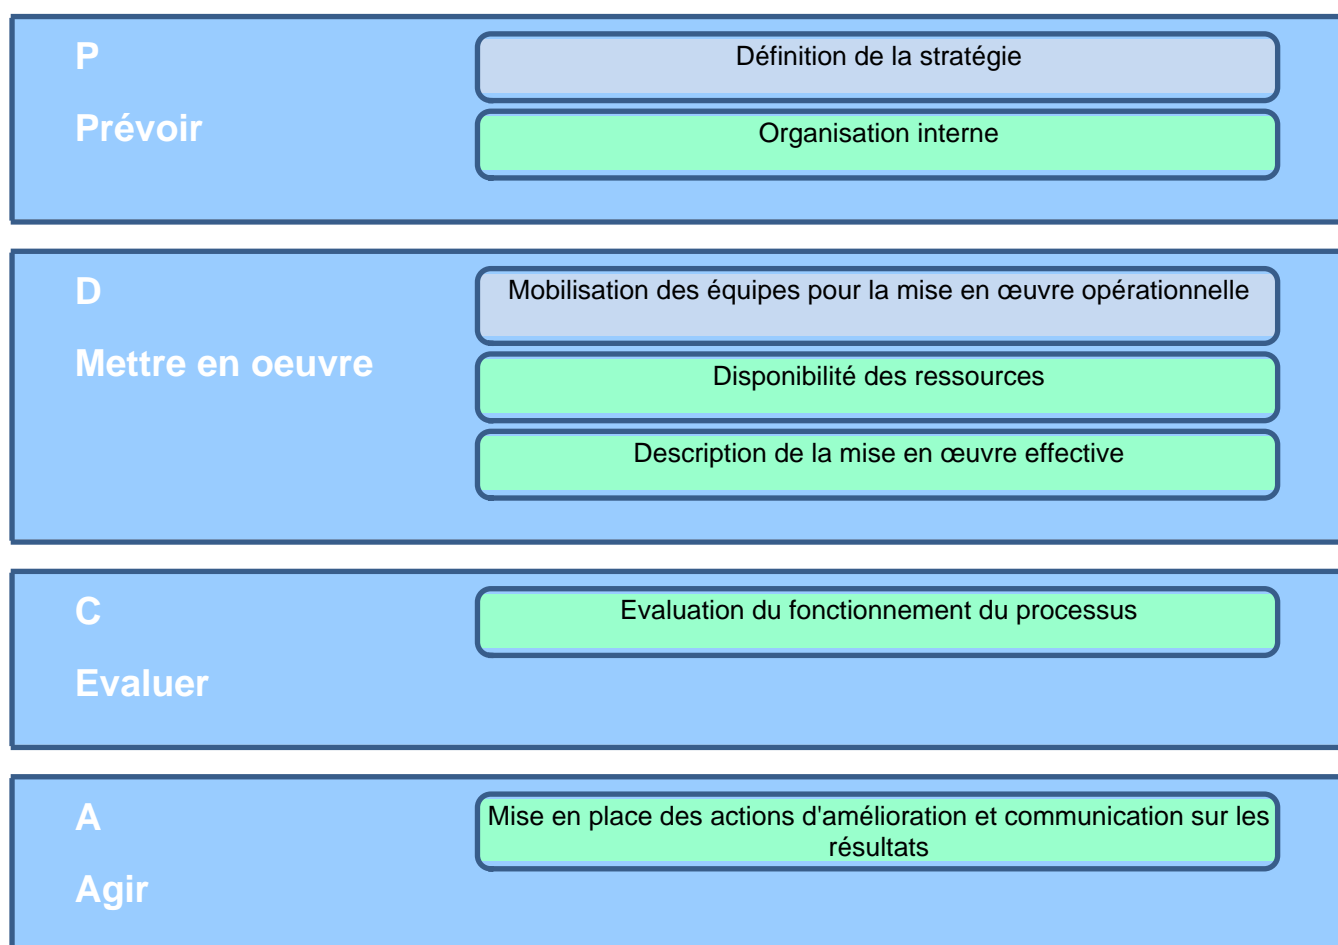 P
Prévoir
Définition de la stratégie
Organisation interne
D
Mettre en oeuvre
Mobilisation des équipes pour la mise en œuvre opérationnelle
Disponibilité des ressources
Description de la mise en œuvre effective
C
Evaluer
Evaluation du fonctionnement du processus
A
Agir
Mise en place des actions d'amélioration et communication sur les
résultats